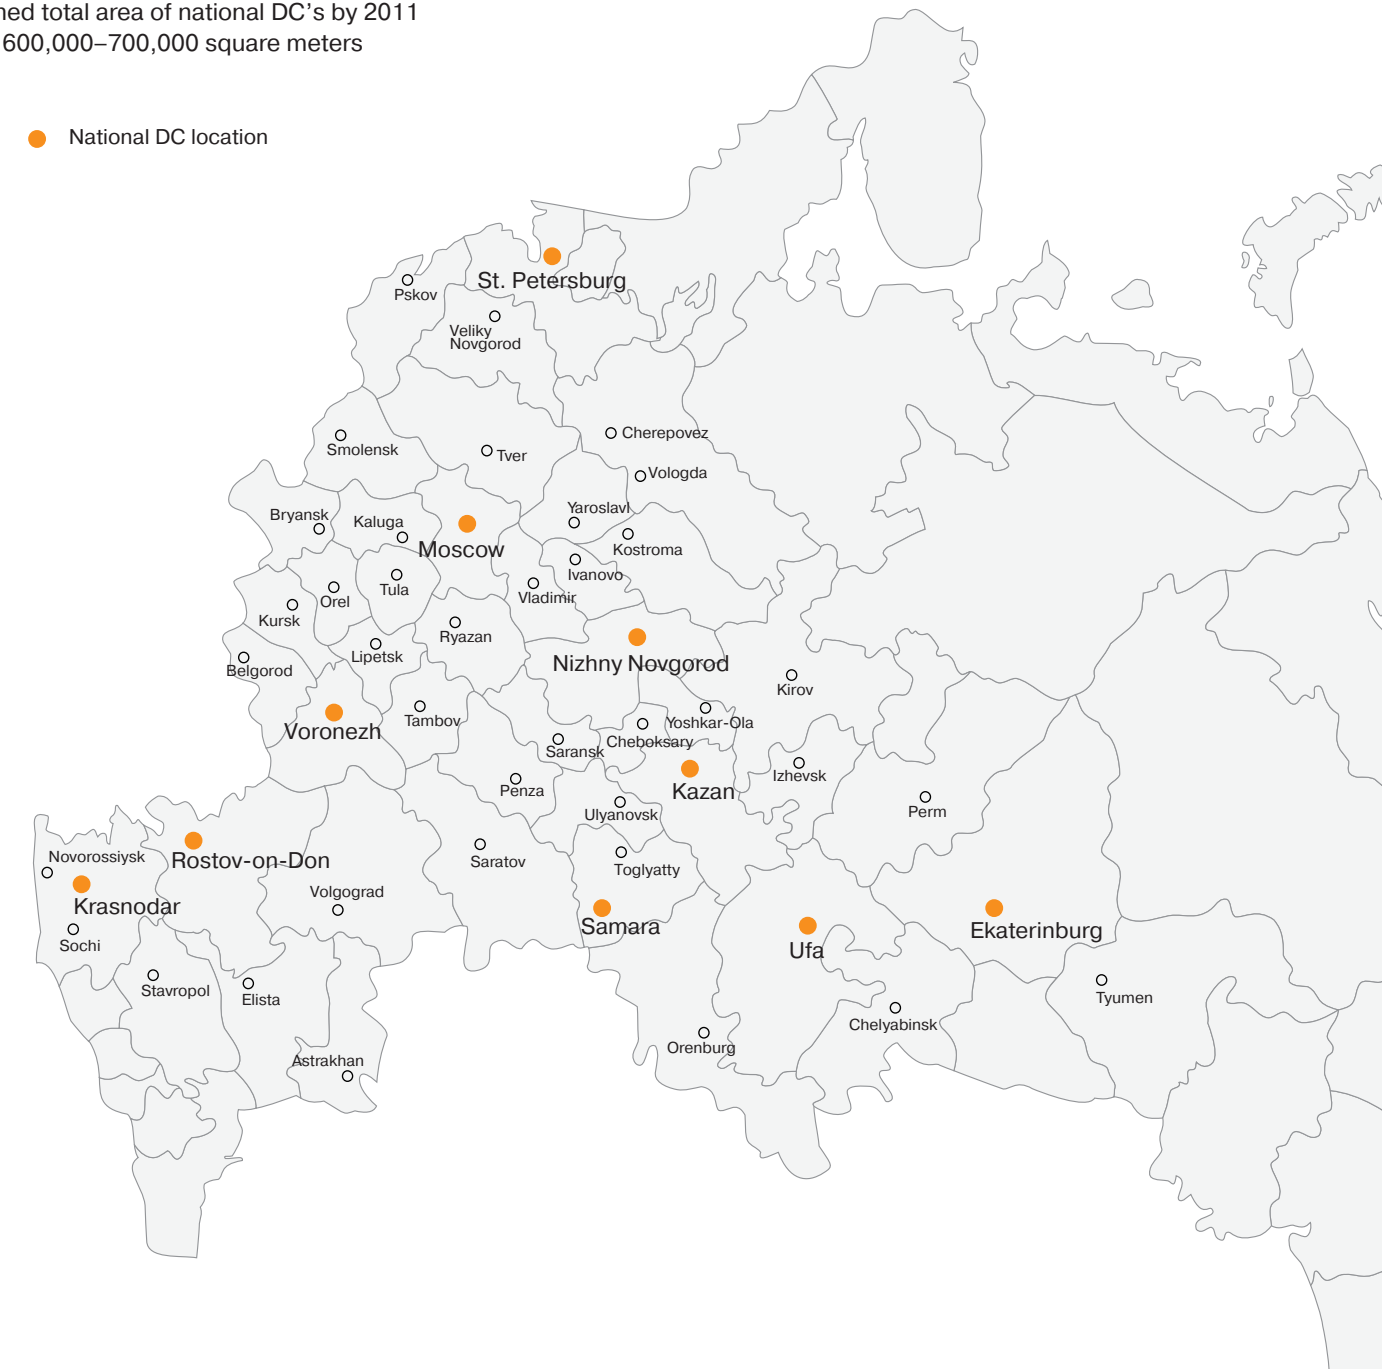 ned total area of national DC's by 2011
600,000–700,000 square meters
National DC location
St. Petersburg
Pskov
Veliky
Novgorod
Cherepovez
Smolensk
Tver
Vologda
Yaroslavl
Bryansk
Kaluga
Moscow
Kostroma
Ivanovo
Tula
Vladimir
Orel
Kursk
Ryazan
Lipetsk
Nizhny Novgorod
Belgorod
Kirov
Tambov
Yoshkar-Ola
Voronezh
Cheboksary
Saransk
Izhevsk
Penza
Kazan
Perm
Ulyanovsk
Novorossiysk
Rostov-on-Don
Saratov
Toglyatty
Volgograd
Krasnodar
Samara
Ekaterinburg
Sochi
Ufa
Stavropol
Elista
Tyumen
Chelyabinsk
Orenburg
Astrakhan